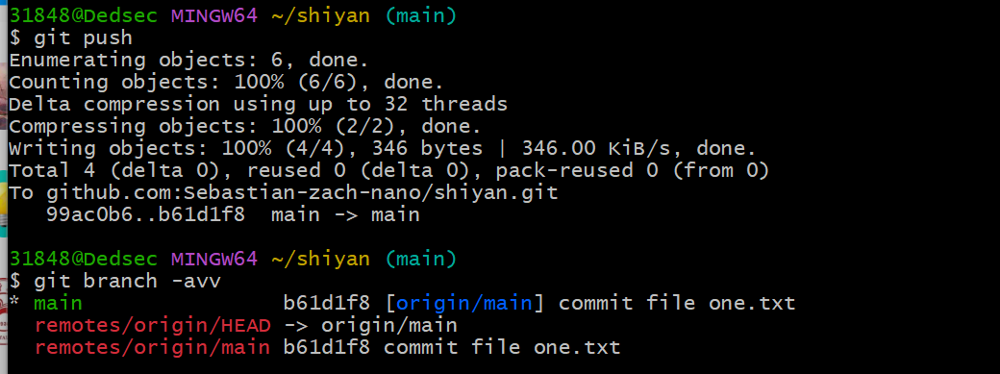 31848@Dedsec MINGW64 ~/shiyan (main)
$ git push
Enumerating objects: 6, done.
Counting objects: 100% (6/6), done.
Delta compression using up to 32 threads
Compressing objects: 100% (2/2), done.
Writing objects: 100% (4/4), 346 bytes | 346.00 KiB/s, done.
Total 4 (delta 0), reused 0 (delta 0), pack-reused 0 (from 0)
To github.com:Sebastian-zach-nano/shiyan.git
   99ac0b6..b61d1f8  main -> main
31848@Dedsec MINGW64 ~/shiyan (main)
$ git branch -avv
* main                b61d1f8 [origin/main] commit file one.txt
  remotes/origin/HEAD -> origin/main
  remotes/origin/main b61d1f8 commit file one.txt